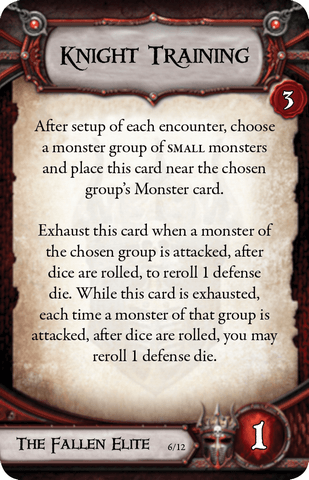 Knight Training
3
After setup of each encounter, choose
a monster group of small monsters
and place this card near the chosen
group's Monster card.
Exhaust this card when a monster of
the chosen group is attacked, after
dice are rolled, to reroll 1 defense
die. While this card is exhausted,
each time a monster of that group is
attacked, after dice are rolled, you may
reroll 1 defense die.
The Fallen Elite 6/12
1